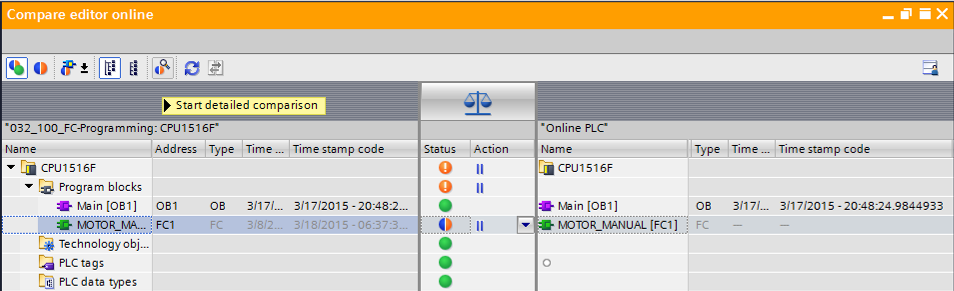 Compare editor online
Start detailed comparison
"032_100_FC-Programming: CPU1516F" "Online PLC"
Name Address Type Time ... Time stamp code Status Action Name Type Time ... Time stamp code
CPU1516F CPU1516F
Program blocks
Main [OB1] OB1 OB 3/17/... 3/17/2015 - 20:48:2... Main [OB1] OB 3/17/... 3/17/2015 - 20:48:24.9844933
MOTOR_MA... FC1 FC 3/8/2... 3/18/2015 - 06:37:3... MOTOR_MANUAL [FC1] FC — —
Technology obj...
PLC tags
PLC data types